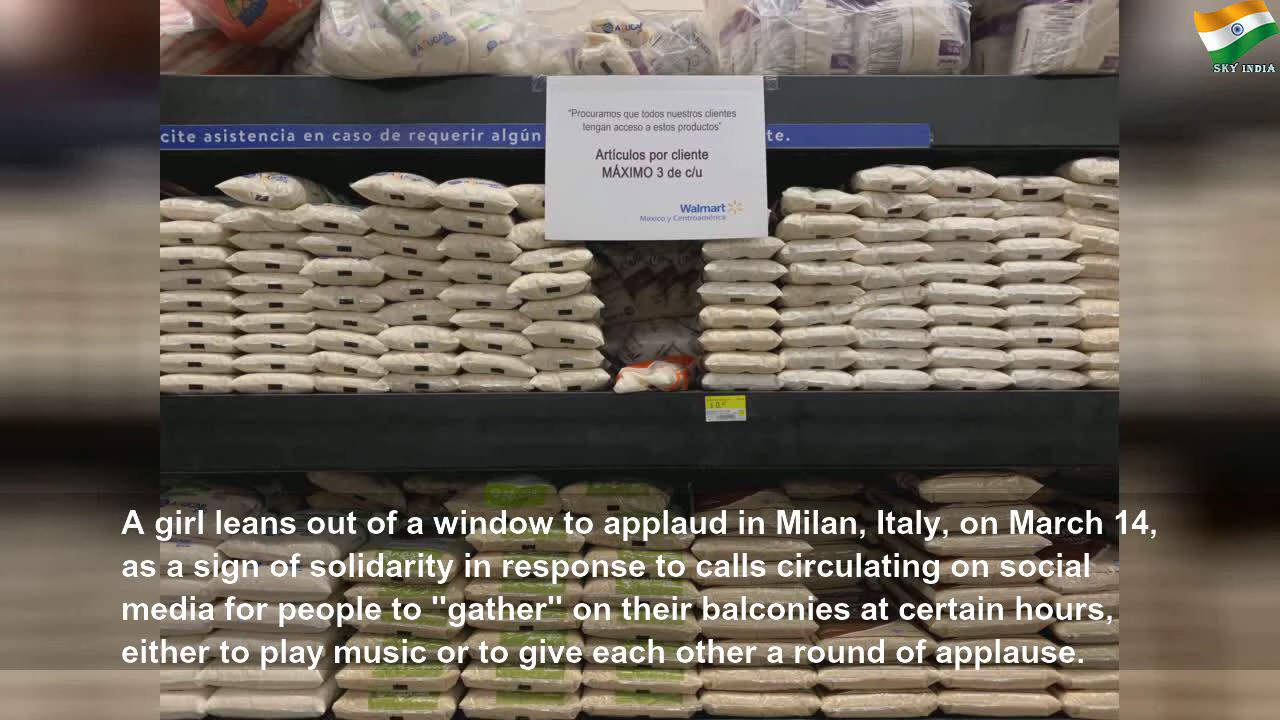 SKY INDIA
AZUCAR
"Procuramos que todos nuestros clientes
tengan acceso a estos productos"
cite asistencia en caso de requerir algún
te.
Artículos por cliente
MÁXIMO 3 de c/u
Walmart
México y Centroamérica
A girl leans out of a window to applaud in Milan, Italy, on March 14,
as a sign of solidarity in response to calls circulating on social
media for people to "gather" on their balconies at certain hours,
either to play music or to give each other a round of applause.